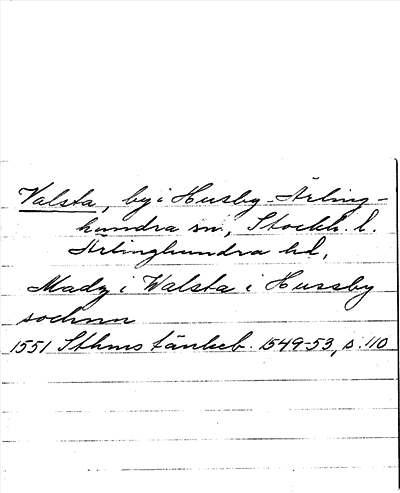 Valsta, by i Husby-Ärling-
hundra sn, Stockh. l.
Ärlinghundra hd,
Madz i Walsta i Hussby
sochnn
1551 Sthms tänkeb. 1549-53, s. 110